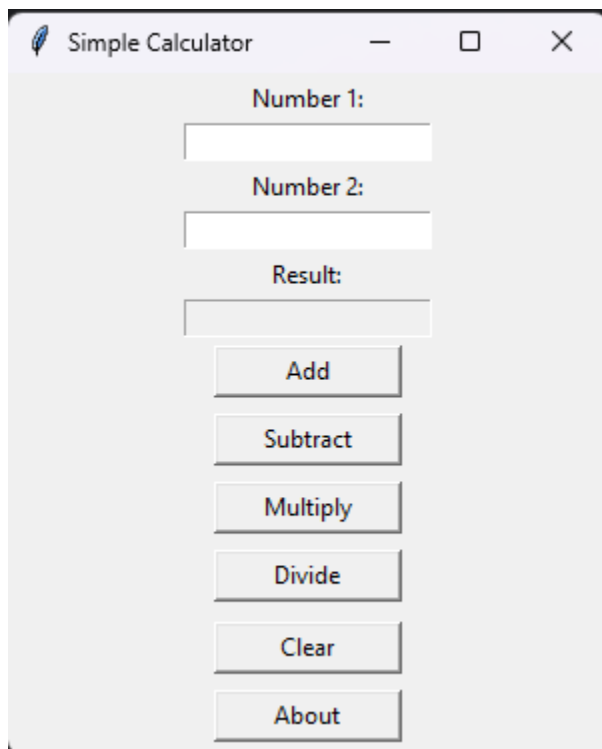 Simple Calculator
Number 1:
Number 2:
Result:
Add
Subtract
Multiply
Divide
Clear
About